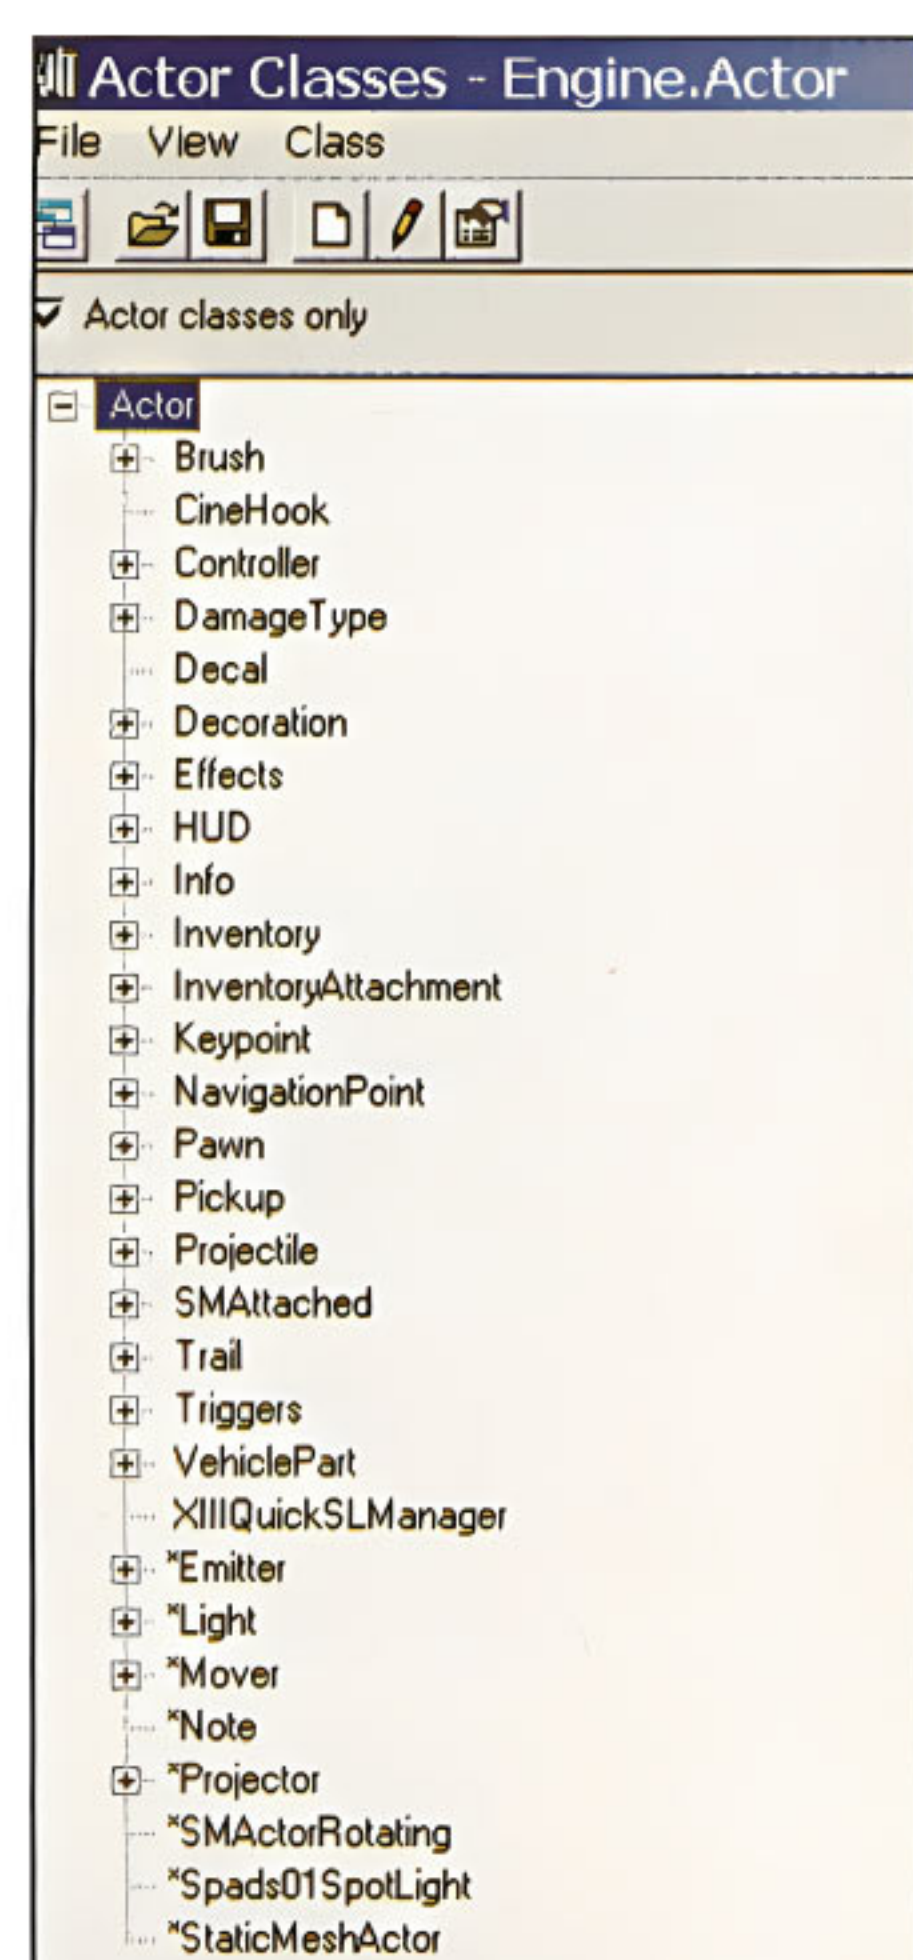 Actor Classes - Engine.Actor
File View Class
Actor classes only
Actor
Brush
CineHook
Controller
DamageType
Decal
Decoration
Effects
HUD
Info
Inventory
InventoryAttachment
Keypoint
NavigationPoint
Pawn
Pickup
Projectile
SMAttached
Trail
Triggers
VehiclePart
XIIIQuickSLManager
*Emitter
*Light
*Mover
*Note
*Projector
*SMActorRotating
*Spads01SpotLight
*StaticMeshActor